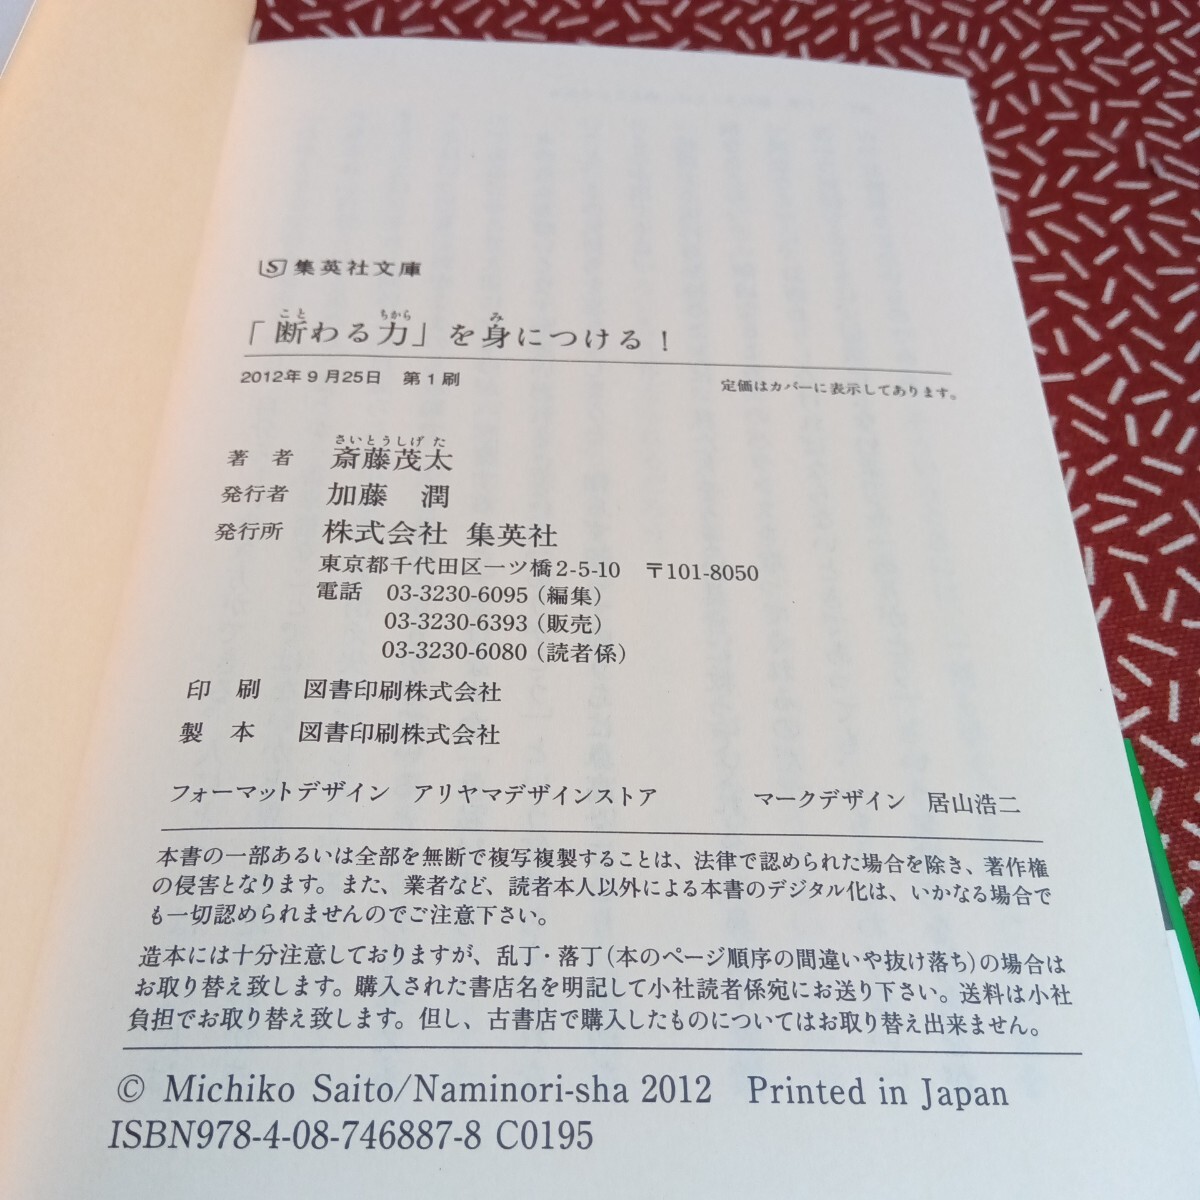 S 集英社文庫
「断わる力」を身につける！
こと ちから み
2012年9月25日 第1刷 定価はカバーに表示してあります。
さいとうしげた
著者 斎藤茂太
発行者 加藤 潤
発行所 株式会社 集英社
東京都千代田区一ツ橋2-5-10 〒101-8050
電話 03-3230-6095（編集）
03-3230-6393（販売）
03-3230-6080（読者係）
印刷 図書印刷株式会社
製本 図書印刷株式会社
フォーマットデザイン アリヤマデザインストア マークデザイン 居山浩二
本書の一部あるいは全部を無断で複写複製することは、法律で認められた場合を除き、著作権
の侵害となります。また、業者など、読者本人以外による本書のデジタル化は、いかなる場合で
も一切認められませんのでご注意下さい。
造本には十分注意しておりますが、乱丁・落丁（本のページ順序の間違いや抜け落ち）の場合は
お取り替え致します。購入された書店名を明記して小社読者係宛にお送り下さい。送料は小社
負担でお取り替え致します。但し、古書店で購入したものについてはお取り替え出来ません。
© Michiko Saito/Naminori-sha 2012 Printed in Japan
ISBN978-4-08-746887-8 C0195